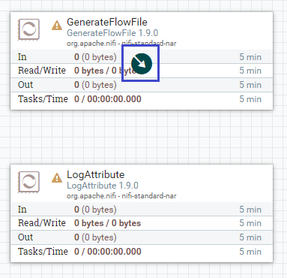 GenerateFlowFile
GenerateFlowFile 1.9.0
org.apache.nifi - nifi-standard-nar
In 0 (0 bytes) 5 min
Read/Write 0 bytes / 0 bytes 5 min
Out 0 (0 bytes) 5 min
Tasks/Time 0 / 00:00:00.000 5 min
LogAttribute
LogAttribute 1.9.0
org.apache.nifi - nifi-standard-nar
In 0 (0 bytes) 5 min
Read/Write 0 bytes / 0 bytes 5 min
Out 0 (0 bytes) 5 min
Tasks/Time 0 / 00:00:00.000 5 min